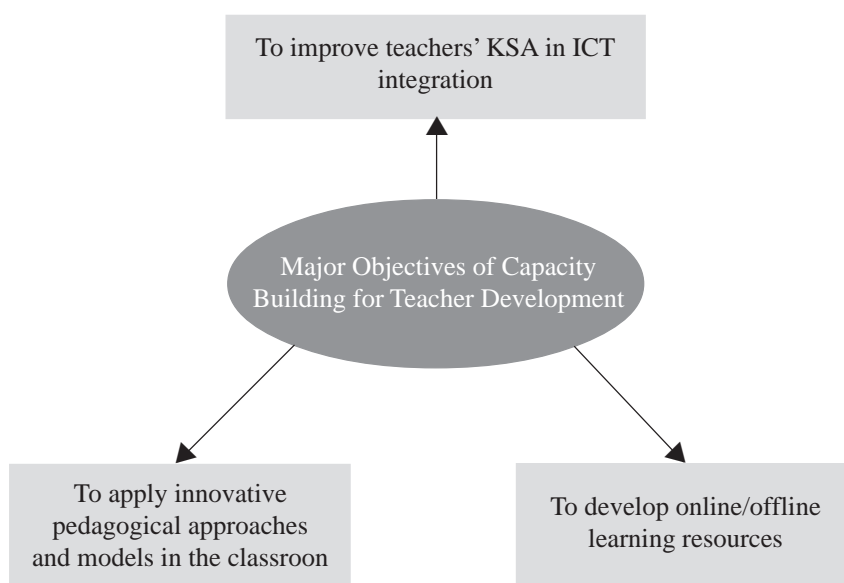 To improve teachers’ KSA in ICT
integration
Major Objectives of Capacity
Building for Teacher Development
To apply innovative
pedagogical approaches
and models in the classroon
To develop online/offline
learning resources